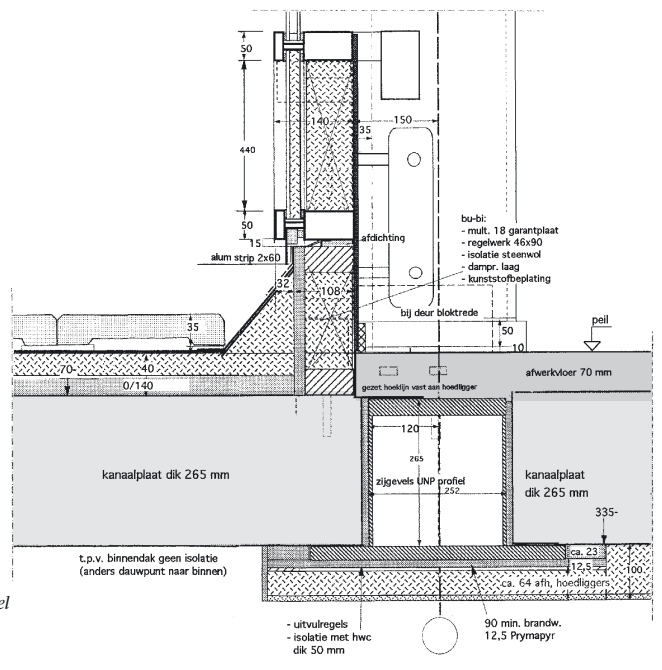 50
440
50
140
150
35
15
alum strip 2x60
afdichting
32
108
bu-bi:
- mult. 18 garantplaat
- regelwerk 46x90
- isolatie steenwol
- dampr. laag
- kunststofbeplating
bij deur bloktrede
50
10
peil
35
70-
40
0/140
afwerkvloer 70 mm
gezet hoeklijn vast aan hoedligger
120
265
zijgevels UNP profiel
252
kanaalplaat dik 265 mm
kanaalplaat
dik 265 mm
335-
t.p.v. binnendak geen isolatie
(anders dauwpunt naar binnen)
ca. 23
12,5
ca. 64 afh. hoedliggers
100
el
- uitvulregels
- isolatie met hwc
dik 50 mm
90 min. brandw.
12,5 Prymapyr